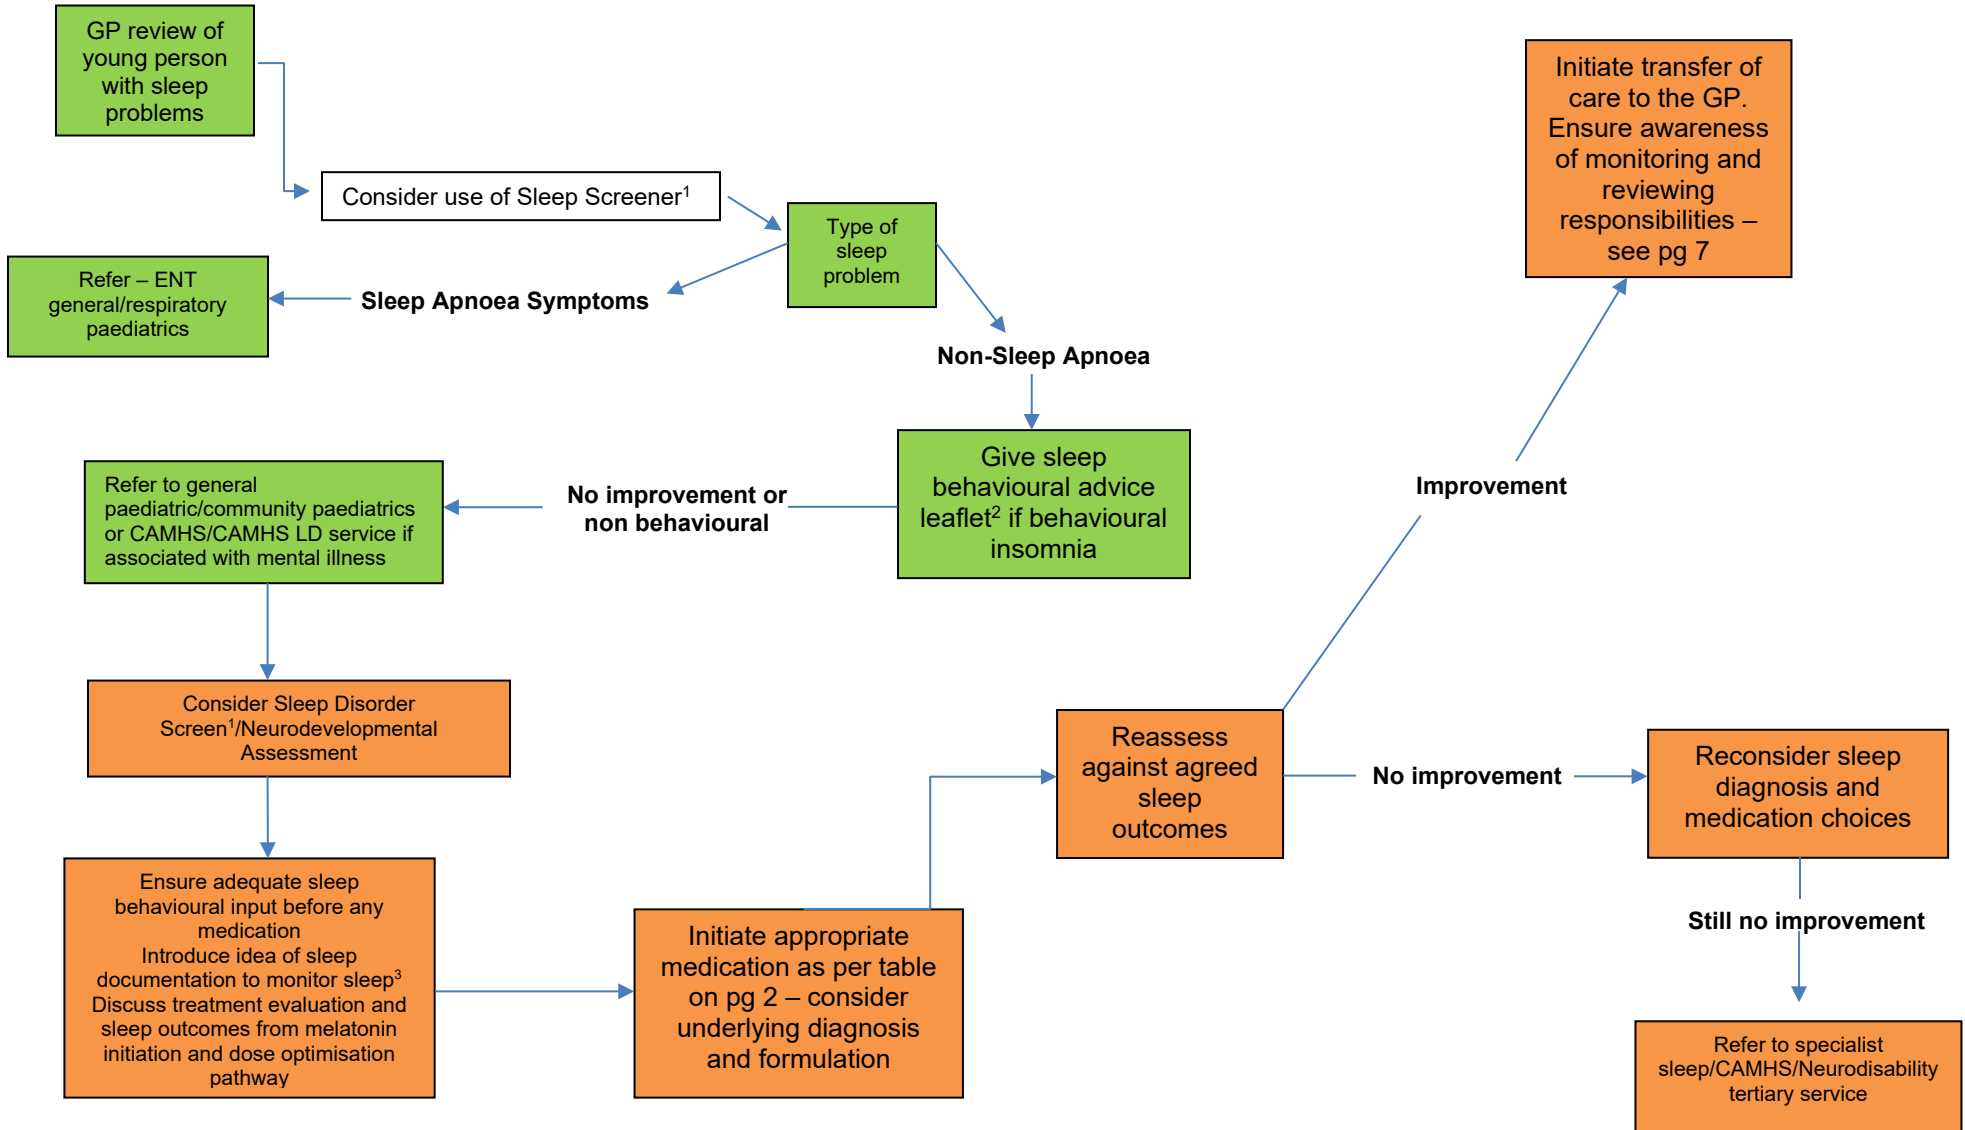 GP review of
young person
with sleep
problems
Consider use of Sleep Screener¹
Type of
sleep
problem
Sleep Apnoea Symptoms
Refer – ENT
general/respiratory
paediatrics
Non-Sleep Apnoea
Give sleep
behavioural advice
leaflet² if behavioural
insomnia
No improvement or
non behavioural
Refer to general
paediatric/community paediatrics
or CAMHS/CAMHS LD service if
associated with mental illness
Consider Sleep Disorder
Screen¹/Neurodevelopmental
Assessment
Ensure adequate sleep
behavioural input before any
medication
Introduce idea of sleep
documentation to monitor sleep³
Discuss treatment evaluation and
sleep outcomes from melatonin
initiation and dose optimisation
pathway
Initiate appropriate
medication as per table
on pg 2 – consider
underlying diagnosis
and formulation
Reassess
against agreed
sleep
outcomes
Improvement
Initiate transfer of
care to the GP.
Ensure awareness
of monitoring and
reviewing
responsibilities –
see pg 7
No improvement
Reconsider sleep
diagnosis and
medication choices
Still no improvement
Refer to specialist
sleep/CAMHS/Neurodisability
tertiary service